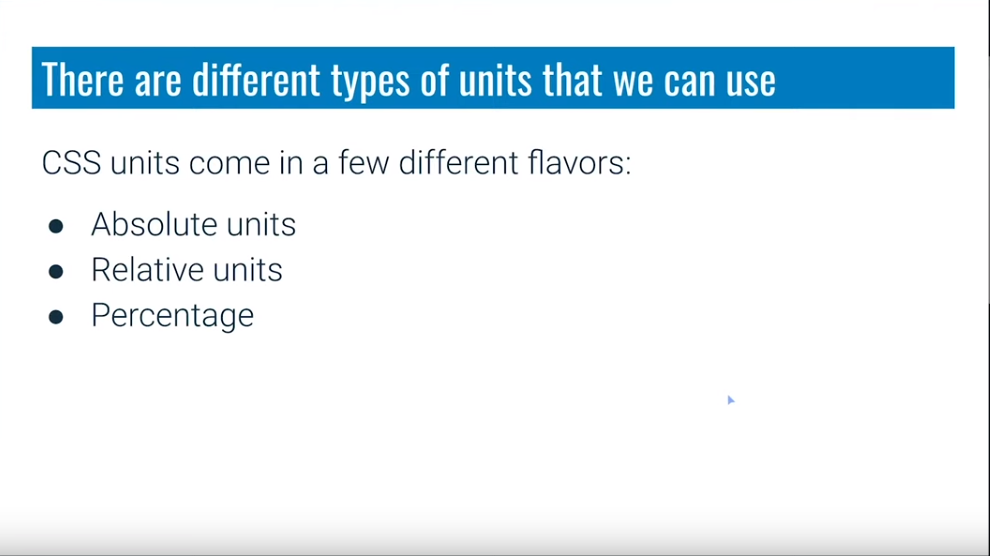 There are different types of units that we can use
CSS units come in a few different flavors:
● Absolute units
● Relative units
● Percentage